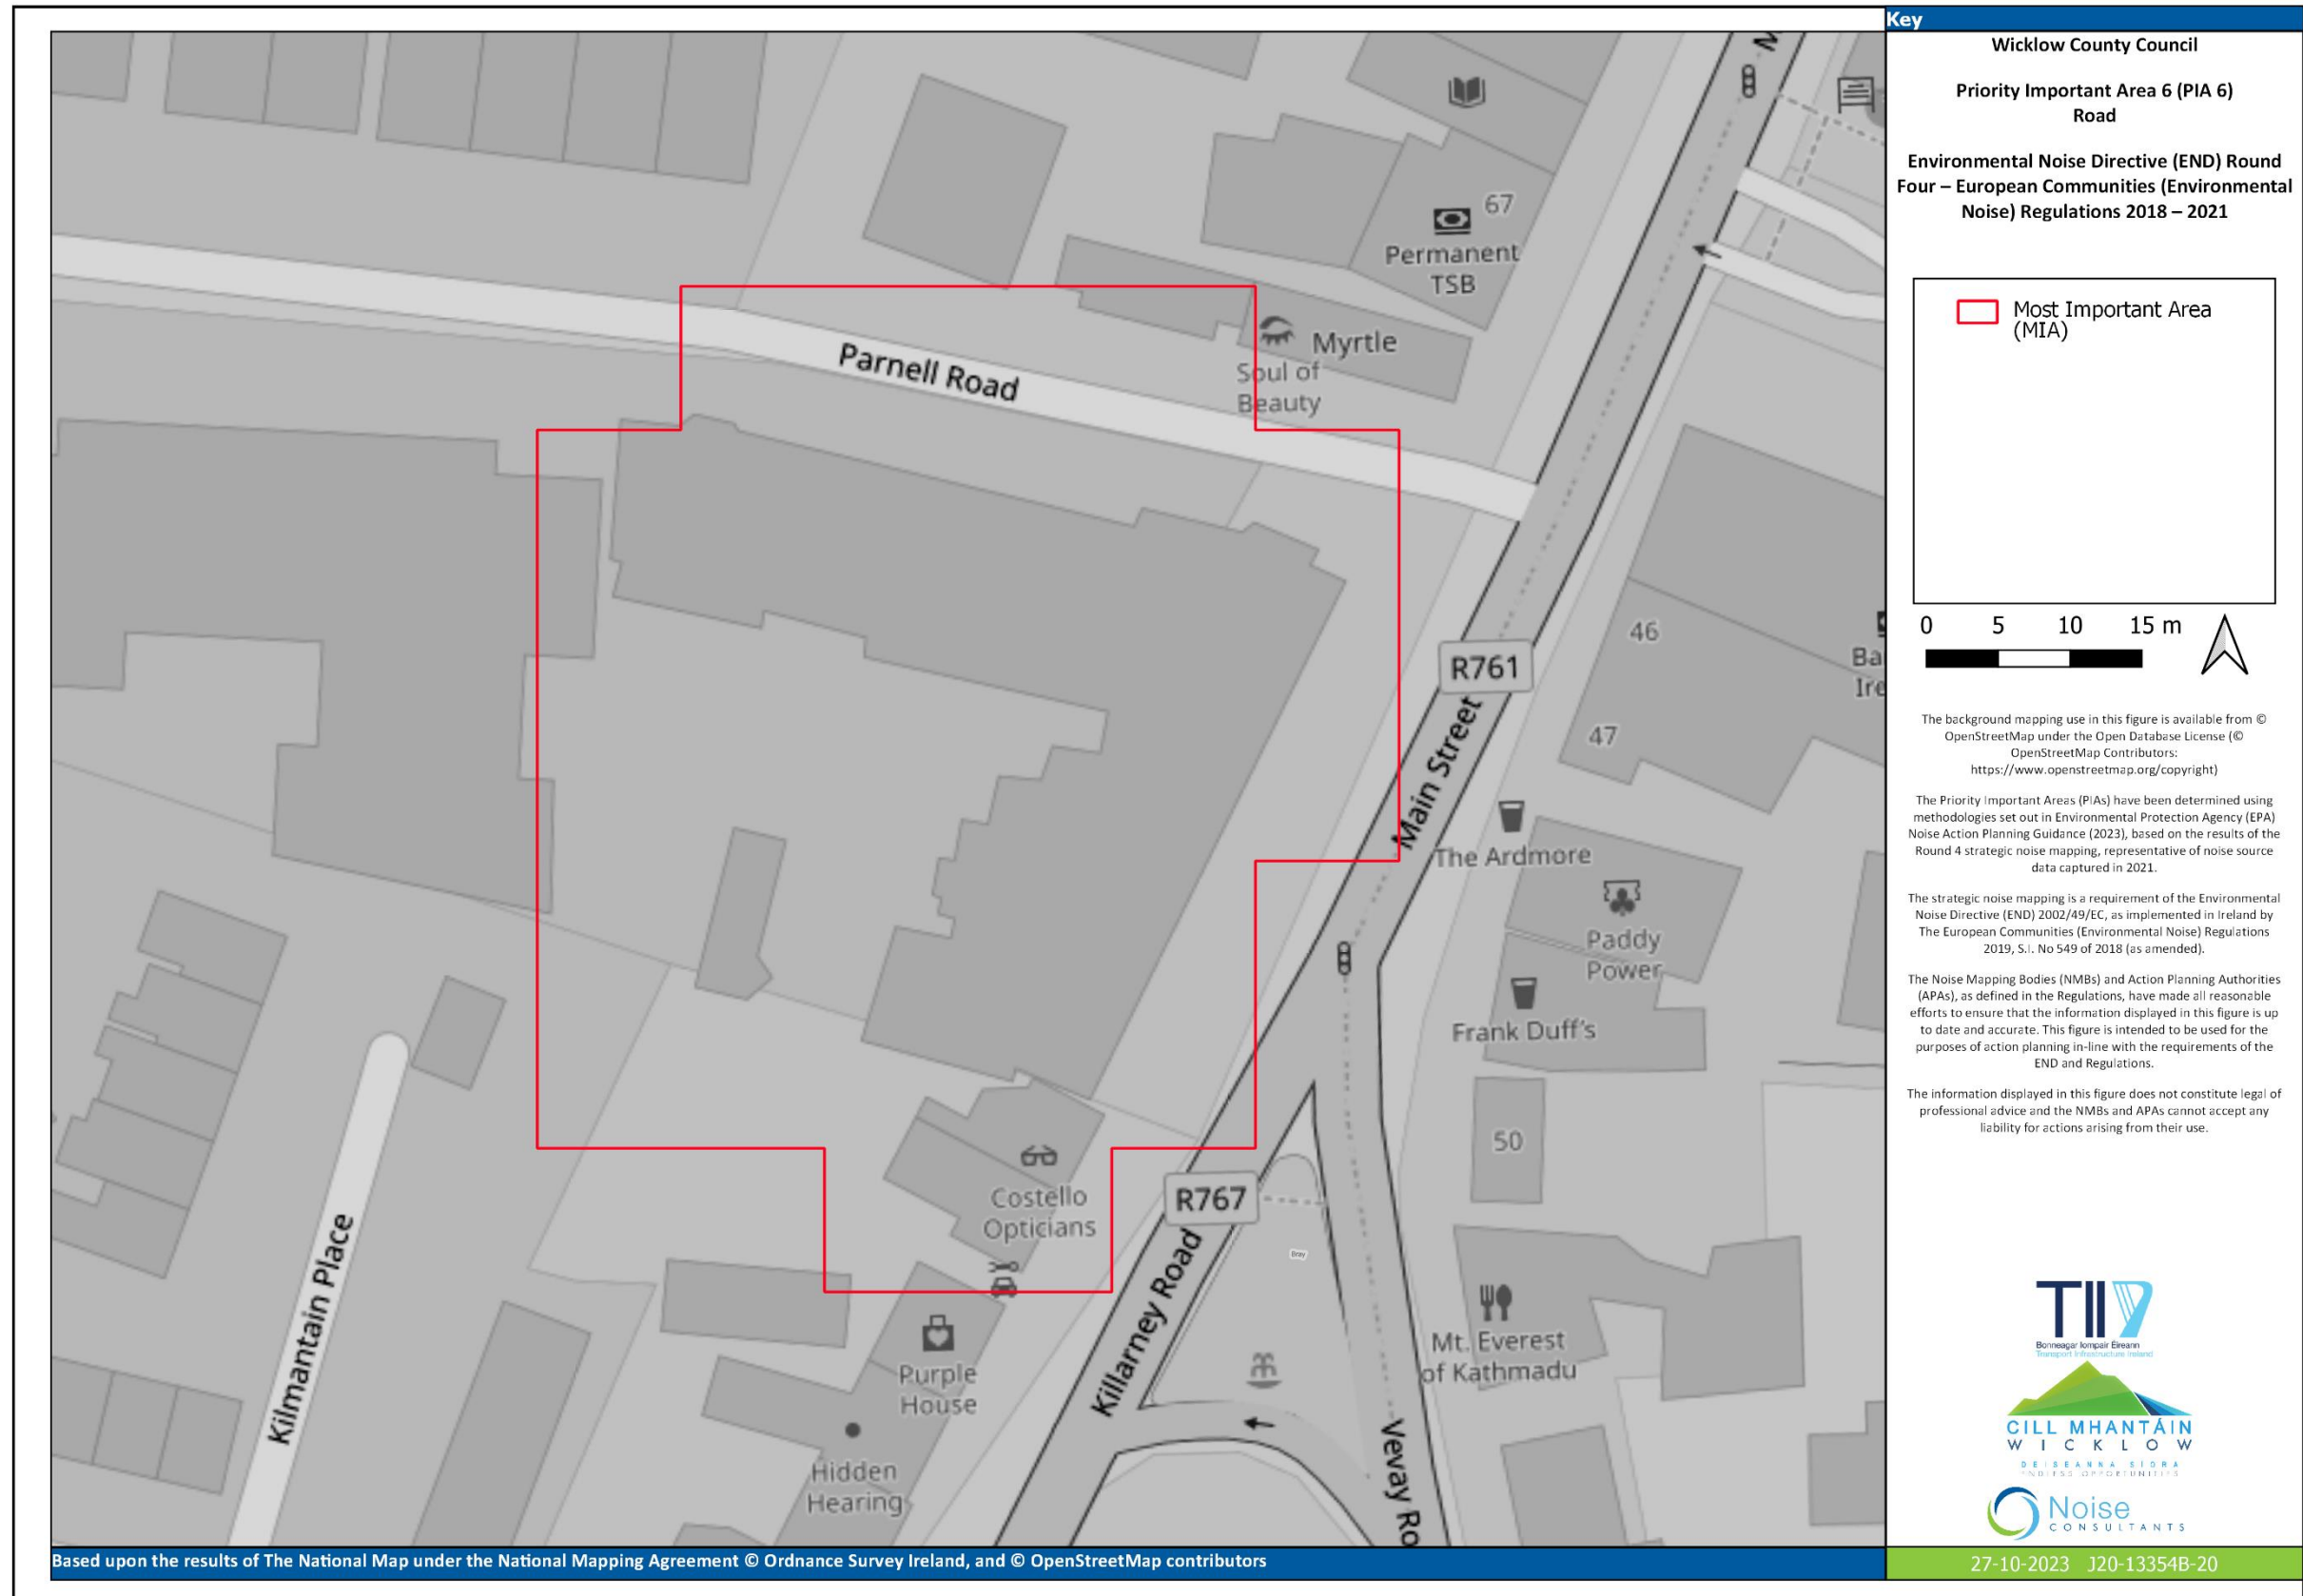 Key
Wicklow County Council
Priority Important Area 6 (PIA 6)
Road
Environmental Noise Directive (END) Round
Four – European Communities (Environmental
Noise) Regulations 2018 – 2021
Most Important Area
(MIA)
0 5 10 15 m
The background mapping use in this figure is available from ©
OpenStreetMap under the Open Database License (©
OpenStreetMap Contributors:
https://www.openstreetmap.org/copyright)
The Priority Important Areas (PIAs) have been determined using
methodologies set out in Environmental Protection Agency (EPA)
Noise Action Planning Guidance (2023), based on the results of the
Round 4 strategic noise mapping, representative of noise source
data captured in 2021.
The strategic noise mapping is a requirement of the Environmental
Noise Directive (END) 2002/49/EC, as implemented in Ireland by
The European Communities (Environmental Noise) Regulations
2019, S.I. No 549 of 2018 (as amended).
The Noise Mapping Bodies (NMBs) and Action Planning Authorities
(APAs), as defined in the Regulations, have made all reasonable
efforts to ensure that the information displayed in this figure is up
to date and accurate. This figure is intended to be used for the
purposes of action planning in-line with the requirements of the
END and Regulations.
The information displayed in this figure does not constitute legal of
professional advice and the NMBs and APAs cannot accept any
liability for actions arising from their use.
TII
Bonneagar Iompair Éireann
Transport Infrastructure Ireland
CILL MHANTÁIN
WICKLOW
DEISEANNA SÍORA
ENDLESS OPPORTUNITIES
Noise
CONSULTANTS
27-10-2023 J20-13354B-20
M
67
Permanent
TSB
Myrtle
Soul of
Beauty
Parnell Road
46
Ba
Ire
R761
47
Main Street
The Ardmore
Paddy
Power
Frank Duff's
50
Costello
Opticians
R767
Bray
Killarney Road
Kilmantain Place
Mt. Everest
of Kathmadu
Purple
House
Hidden
Hearing
Vevay Ro
Based upon the results of The National Map under the National Mapping Agreement © Ordnance Survey Ireland, and © OpenStreetMap contributors